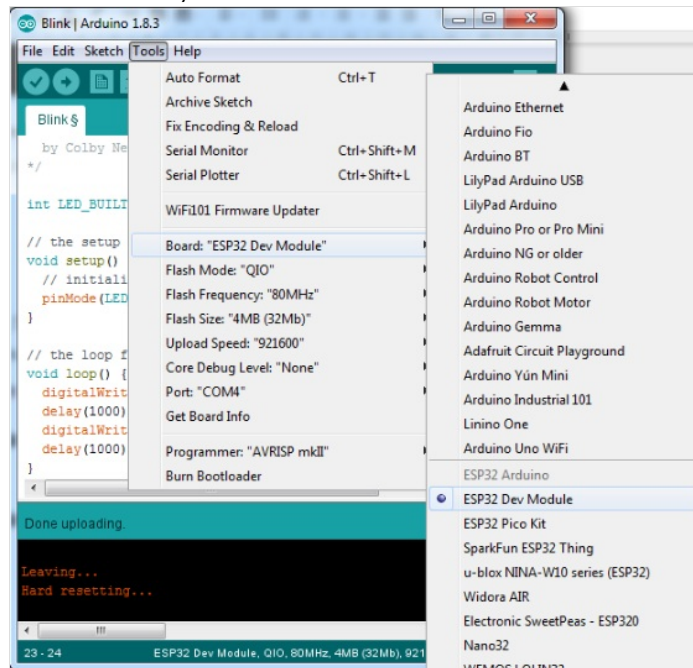 Blink | Arduino 1.8.3
File Edit Sketch Tools Help
Blink §
by Colby Ne
*/
int LED_BUILT
// the setup
void setup()
// initiali
pinMode(LED
}
// the loop f
void loop() {
digitalWrit
delay(1000)
digitalWrit
delay(1000)
}
Done uploading.
Leaving...
Hard resetting...
23 - 24
ESP32 Dev Module, QIO, 80MHz, 4MB (32Mb), 921
Auto Format Ctrl+T
Archive Sketch
Fix Encoding & Reload
Serial Monitor Ctrl+Shift+M
Serial Plotter Ctrl+Shift+L
WiFi101 Firmware Updater
Board: "ESP32 Dev Module"
Flash Mode: "QIO"
Flash Frequency: "80MHz"
Flash Size: "4MB (32Mb)"
Upload Speed: "921600"
Core Debug Level: "None"
Port: "COM4"
Get Board Info
Programmer: "AVRISP mkII"
Burn Bootloader
Arduino Ethernet
Arduino Fio
Arduino BT
LilyPad Arduino USB
LilyPad Arduino
Arduino Pro or Pro Mini
Arduino NG or older
Arduino Robot Control
Arduino Robot Motor
Arduino Gemma
Adafruit Circuit Playground
Arduino Yún Mini
Arduino Industrial 101
Linino One
Arduino Uno WiFi
ESP32 Arduino
ESP32 Dev Module
ESP32 Pico Kit
SparkFun ESP32 Thing
u-blox NINA-W10 series (ESP32)
Widora AIR
Electronic SweetPeas - ESP320
Nano32